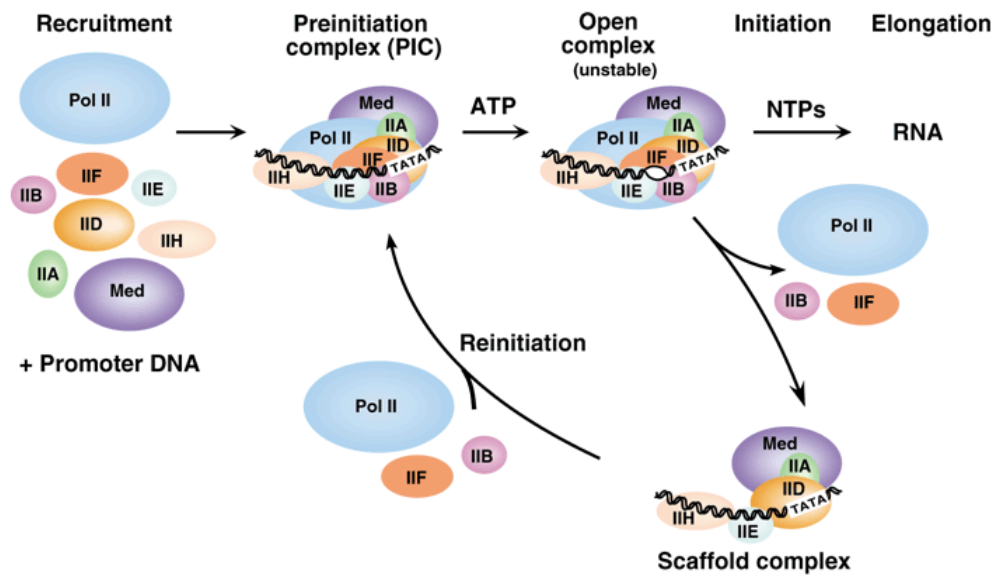 Recruitment
Pol II
IIF
IIB
IIE
IID
IIH
IIA
Med
+ Promoter DNA
Preinitiation
complex (PIC)
Med
IIA
Pol II
IID
IIF
TATA
IIH
IIE
IIB
ATP
Open
complex
(unstable)
Med
IIA
Pol II
IID
IIF
TATA
IIH
IIE
IIB
Initiation
NTPs
Elongation
RNA
Pol II
IIB
IIF
Reinitiation
Pol II
IIB
IIF
Med
IIA
IID
TATA
IIH
IIE
Scaffold complex